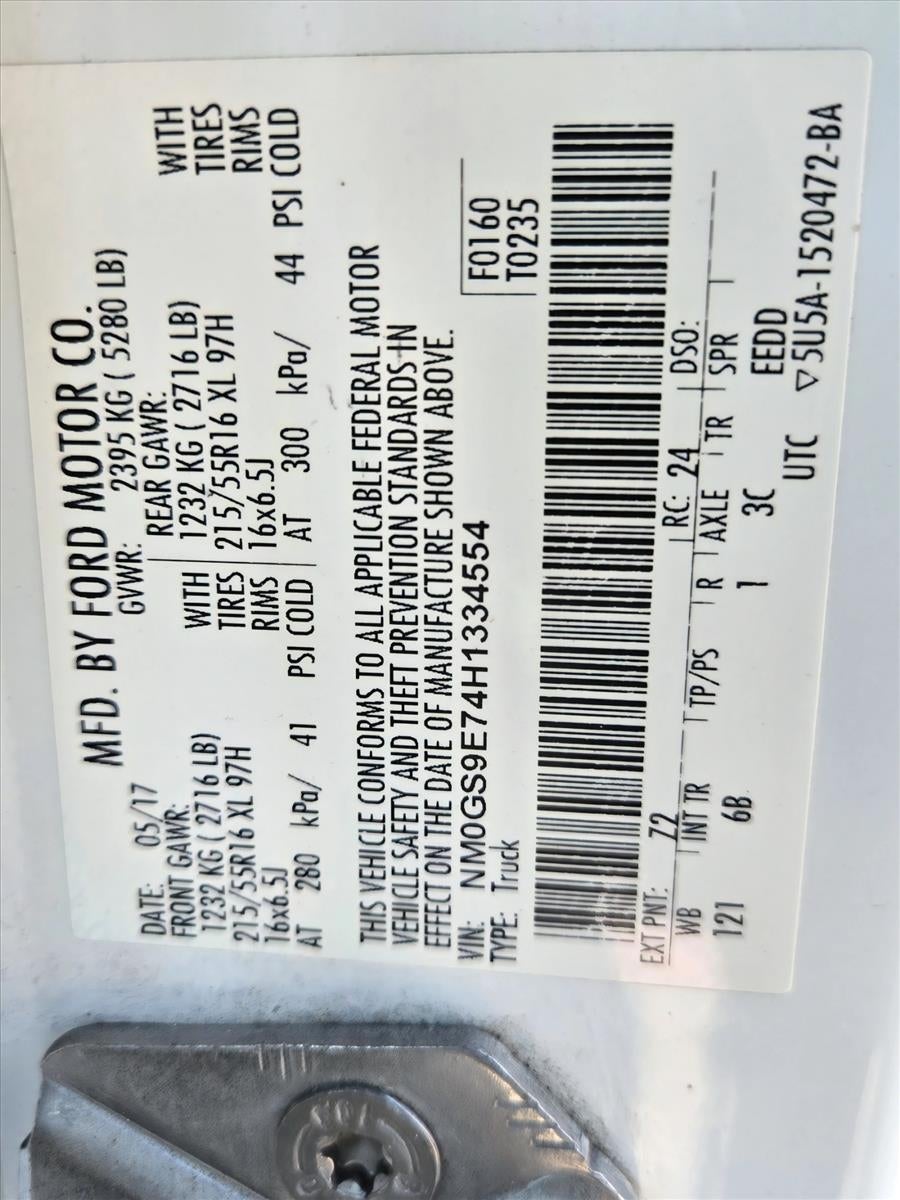 MFD. BY FORD MOTOR CO.
DATE: 05/17 GVWR: 2395 KG ( 5280 LB)
FRONT GAWR: REAR GAWR:
1232 KG ( 2716 LB) WITH 1232 KG ( 2716 LB) WITH
215/55R16 XL 97H TIRES 215/55R16 XL 97H TIRES
16x6.5J RIMS 16x6.5J RIMS
AT 280 kPa/ 41 PSI COLD AT 300 kPa/ 44 PSI COLD
THIS VEHICLE CONFORMS TO ALL APPLICABLE FEDERAL MOTOR
VEHICLE SAFETY AND THEFT PREVENTION STANDARDS IN
EFFECT ON THE DATE OF MANUFACTURE SHOWN ABOVE.
VIN: NM0GS9E74H1334554 F0160
TYPE: Truck T0235
EXT PNT: Z2 RC: 24 DSO:
WB INT TR TP/PS R AXLE TR SPR
121 6B 1 3C EEDD
UTC ▽5U5A-1520472-BA